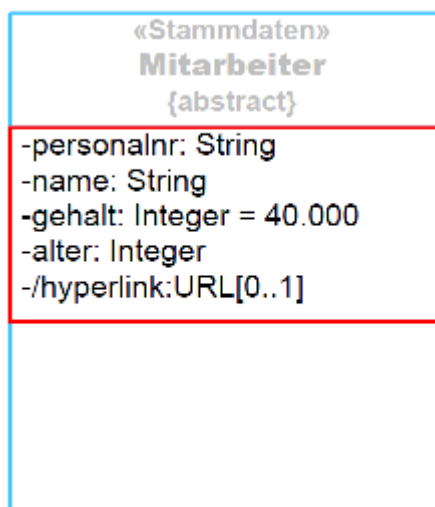 «Stammdaten»
Mitarbeiter
{abstract}
-personalnr: String
-name: String
-gehalt: Integer = 40.000
-alter: Integer
-/hyperlink:URL[0..1]